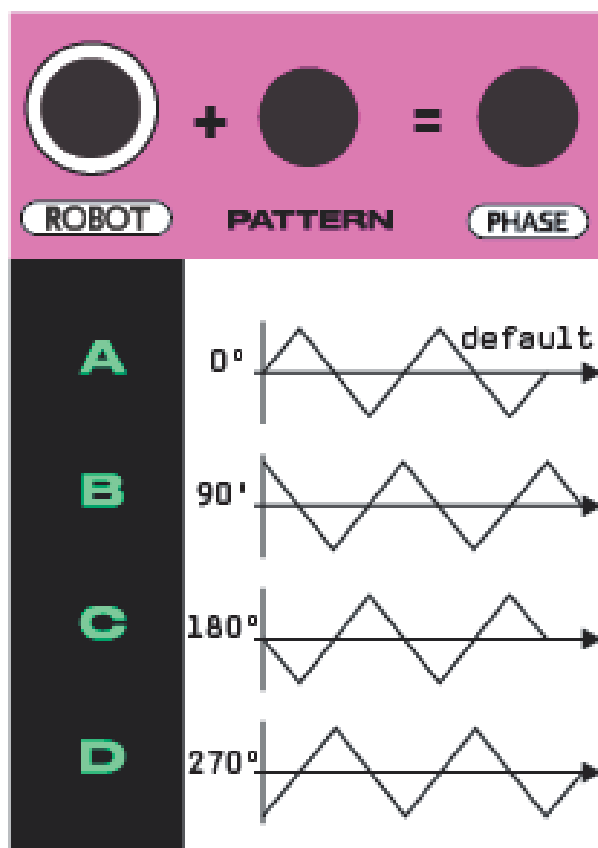 + =
ROBOT PATTERN PHASE
A 0° default
B 90'
C 180°
D 270°